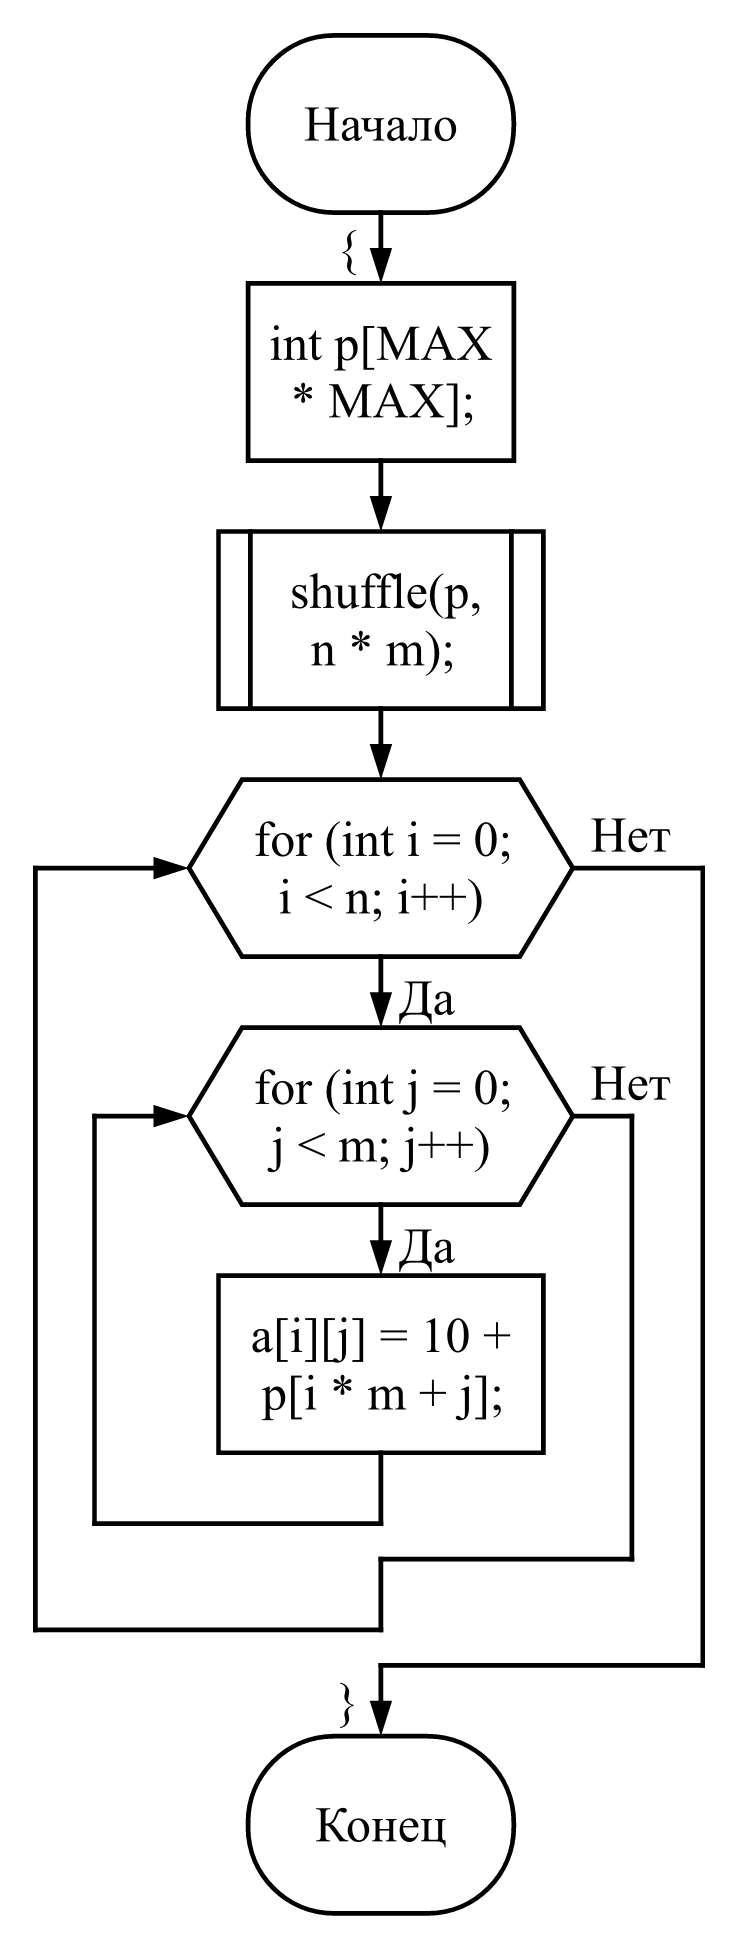 Начало
{
int p[MAX
* MAX];
shuffle(p,
n * m);
for (int i = 0;
i < n; i++)
Нет
Да
for (int j = 0;
j < m; j++)
Нет
Да
a[i][j] = 10 +
p[i * m + j];
}
Конец